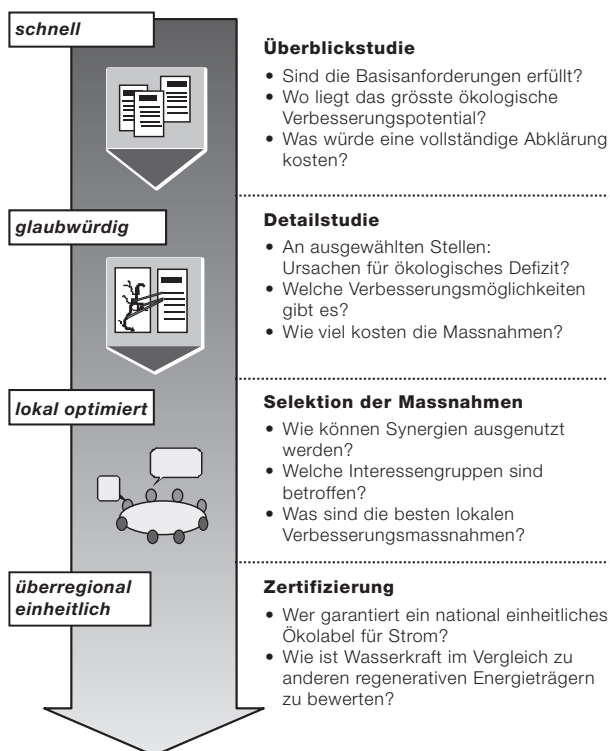 schnell
Überblickstudie
• Sind die Basisanforderungen erfüllt?
• Wo liegt das grösste ökologische
Verbesserungspotential?
• Was würde eine vollständige Abklärung
kosten?
glaubwürdig
Detailstudie
• An ausgewählten Stellen:
Ursachen für ökologisches Defizit?
• Welche Verbesserungsmöglichkeiten
gibt es?
• Wie viel kosten die Massnahmen?
lokal optimiert
Selektion der Massnahmen
• Wie können Synergien ausgenutzt
werden?
• Welche Interessengruppen sind
betroffen?
• Was sind die besten lokalen
Verbesserungsmassnahmen?
überregional
einheitlich
Zertifizierung
• Wer garantiert ein national einheitliches
Ökolabel für Strom?
• Wie ist Wasserkraft im Vergleich zu
anderen regenerativen Energieträgern
zu bewerten?